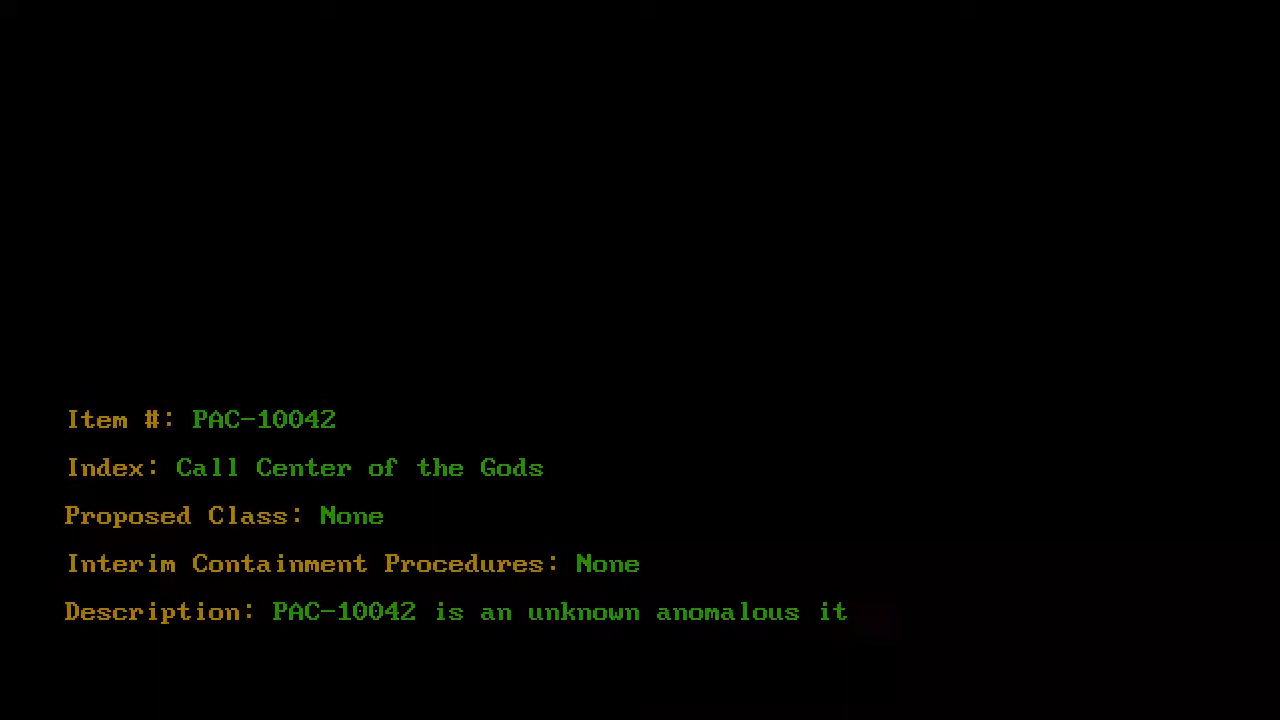 Item #: PAC-10042
Index: Call Center of the Gods
Proposed Class: None
Interim Containment Procedures: None
Description: PAC-10042 is an unknown anomalous it